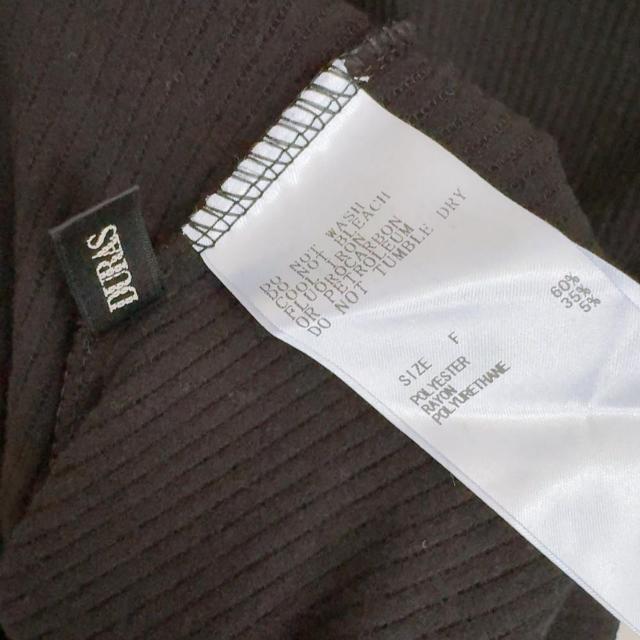 DURAS
DO NOT WASH
DO NOT BLEACH
COOL IRON
FLUOROCARBON
OR PETROLEUM
DO NOT TUMBLE DRY
SIZE F
POLYESTER 60%
RAYON 35%
POLYURETHANE 5%